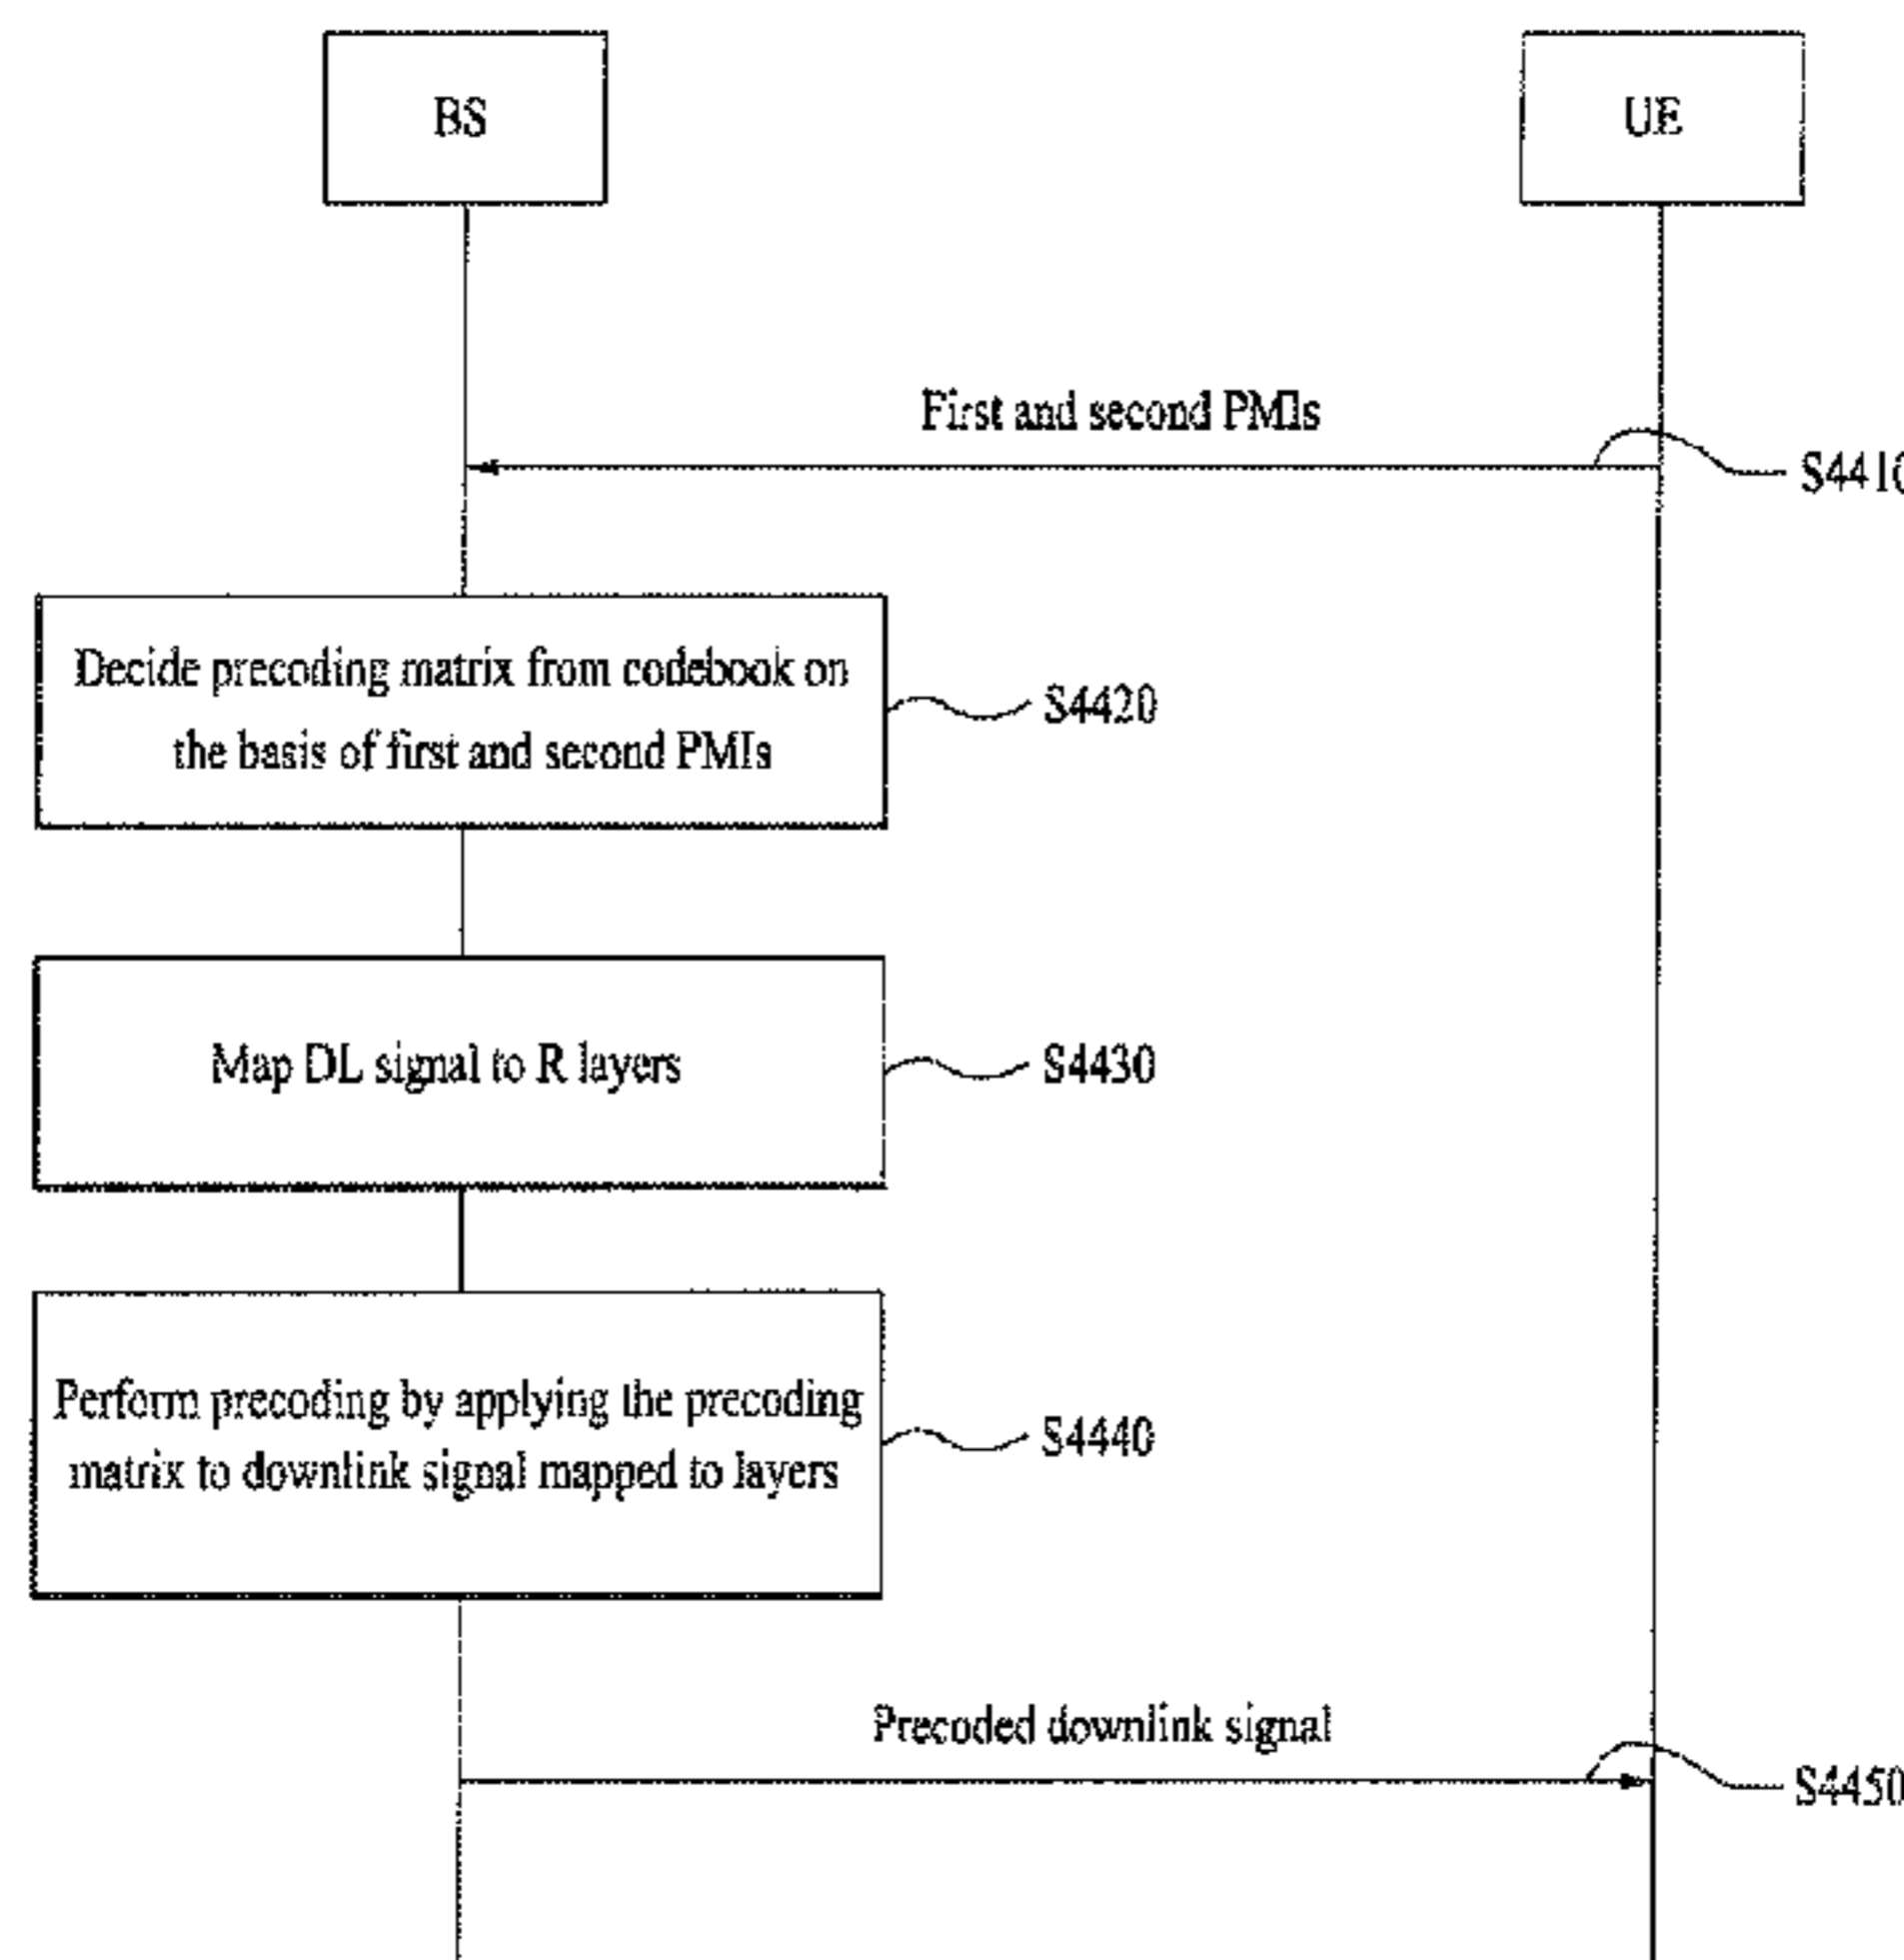 BS
UE
First and second PMIs
S4410
Decide precoding matrix from codebook on
the basis of first and second PMIs
S4420
Map DL signal to R layers
S4430
Perform precoding by applying the precoding
matrix to downlink signal mapped to layers
S4440
Precoded downlink signal
S4450